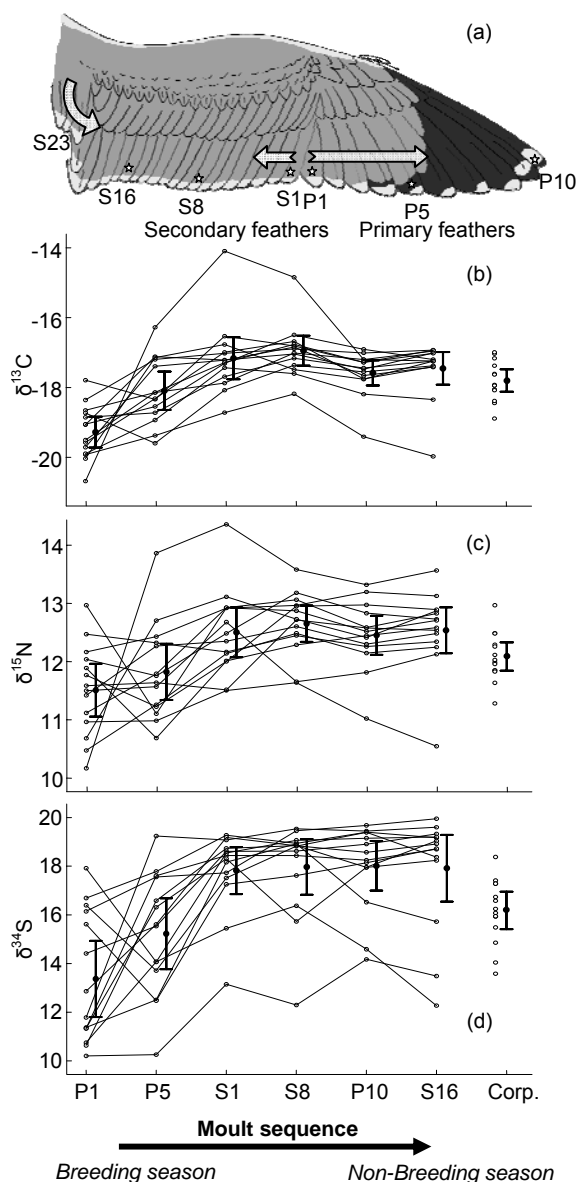 (a)
S23
S16
S8
S1 P1
P5
P10
Secondary feathers Primary feathers
(b)
-14
-16
-18
-20
δ13C
(c)
14
13
12
11
10
δ15N
20
18
16
14
12
10
δ34S
(d)
P1 P5 S1 S8 P10 S16 Corp.
Moult sequence
Breeding season Non-Breeding season